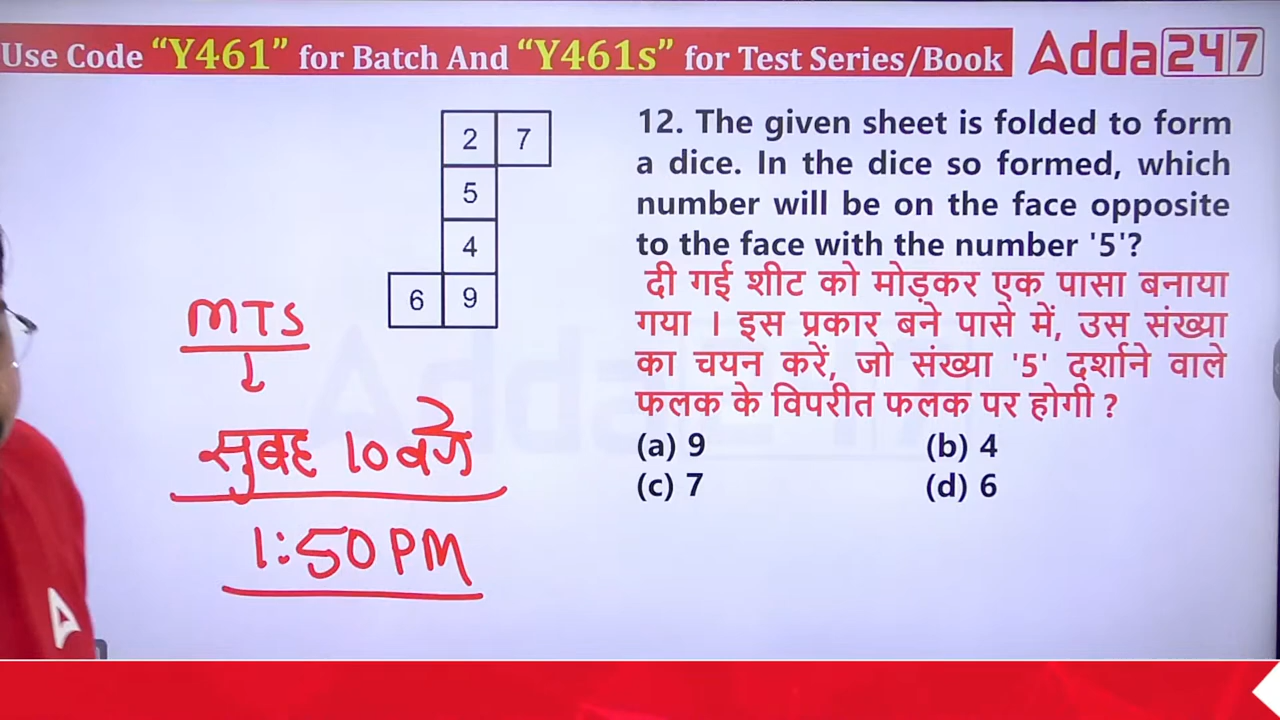 Use Code “Y461” for Batch And “Y461s” for Test Series/Book
Adda247
2 7
5
4
6 9
12. The given sheet is folded to form
a dice. In the dice so formed, which
number will be on the face opposite
to the face with the number '5'?
दी गई शीट को मोड़कर एक पासा बनाया
गया । इस प्रकार बने पासे में, उस संख्या
का चयन करें, जो संख्या '5' दर्शाने वाले
फलक के विपरीत फलक पर होगी ?
(a) 9 (b) 4
(c) 7 (d) 6
MTS
सुबह 10 बजे
1:50 PM